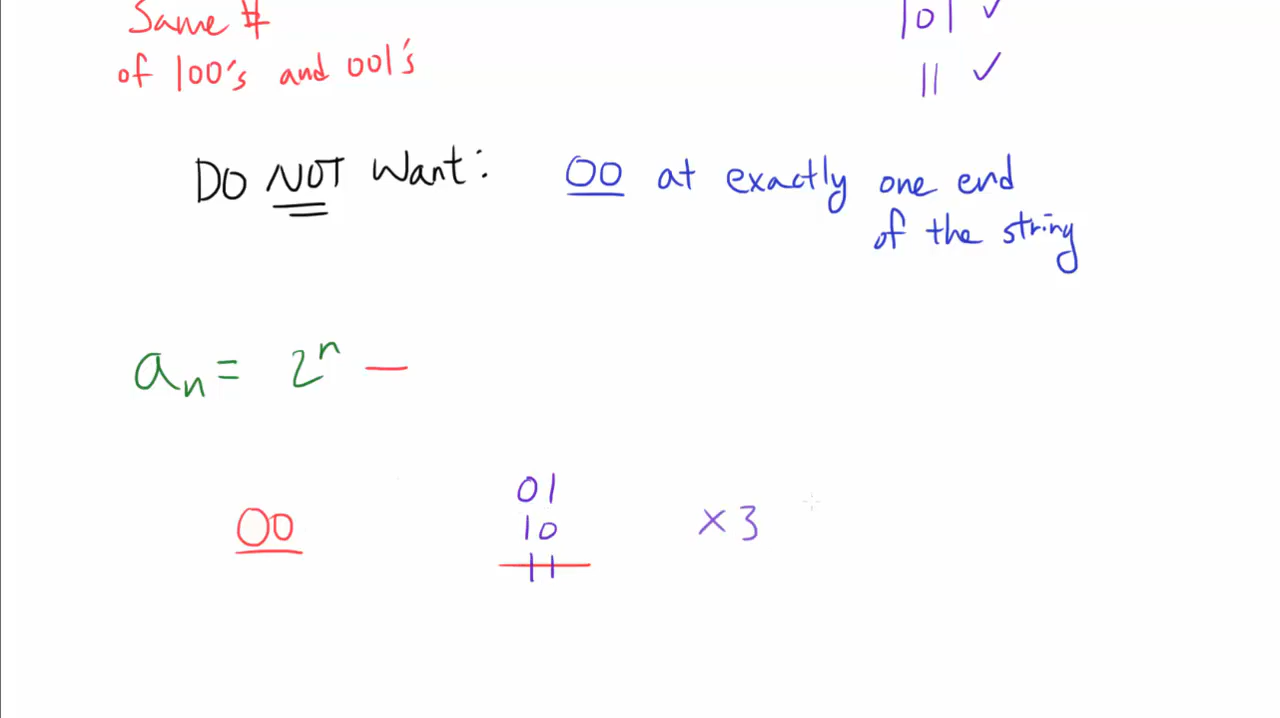 Same #
101 ✓
of 100's and 001's
11 ✓
DO NOT Want: 00 at exactly one end
of the string
aₙ = 2ⁿ —
01
00 10 × 3
11